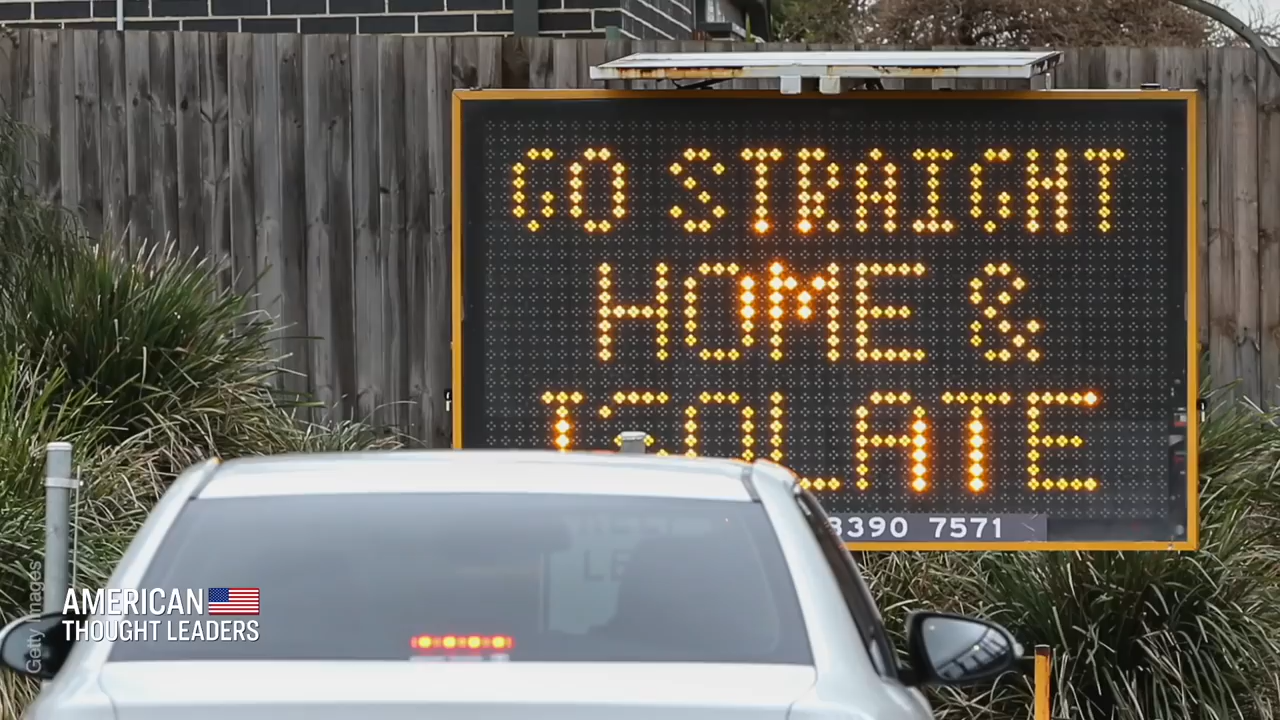 GO STRAIGHT
HOME &
ISOLATE
8390 7571
AMERICAN
THOUGHT LEADERS
Getty Images